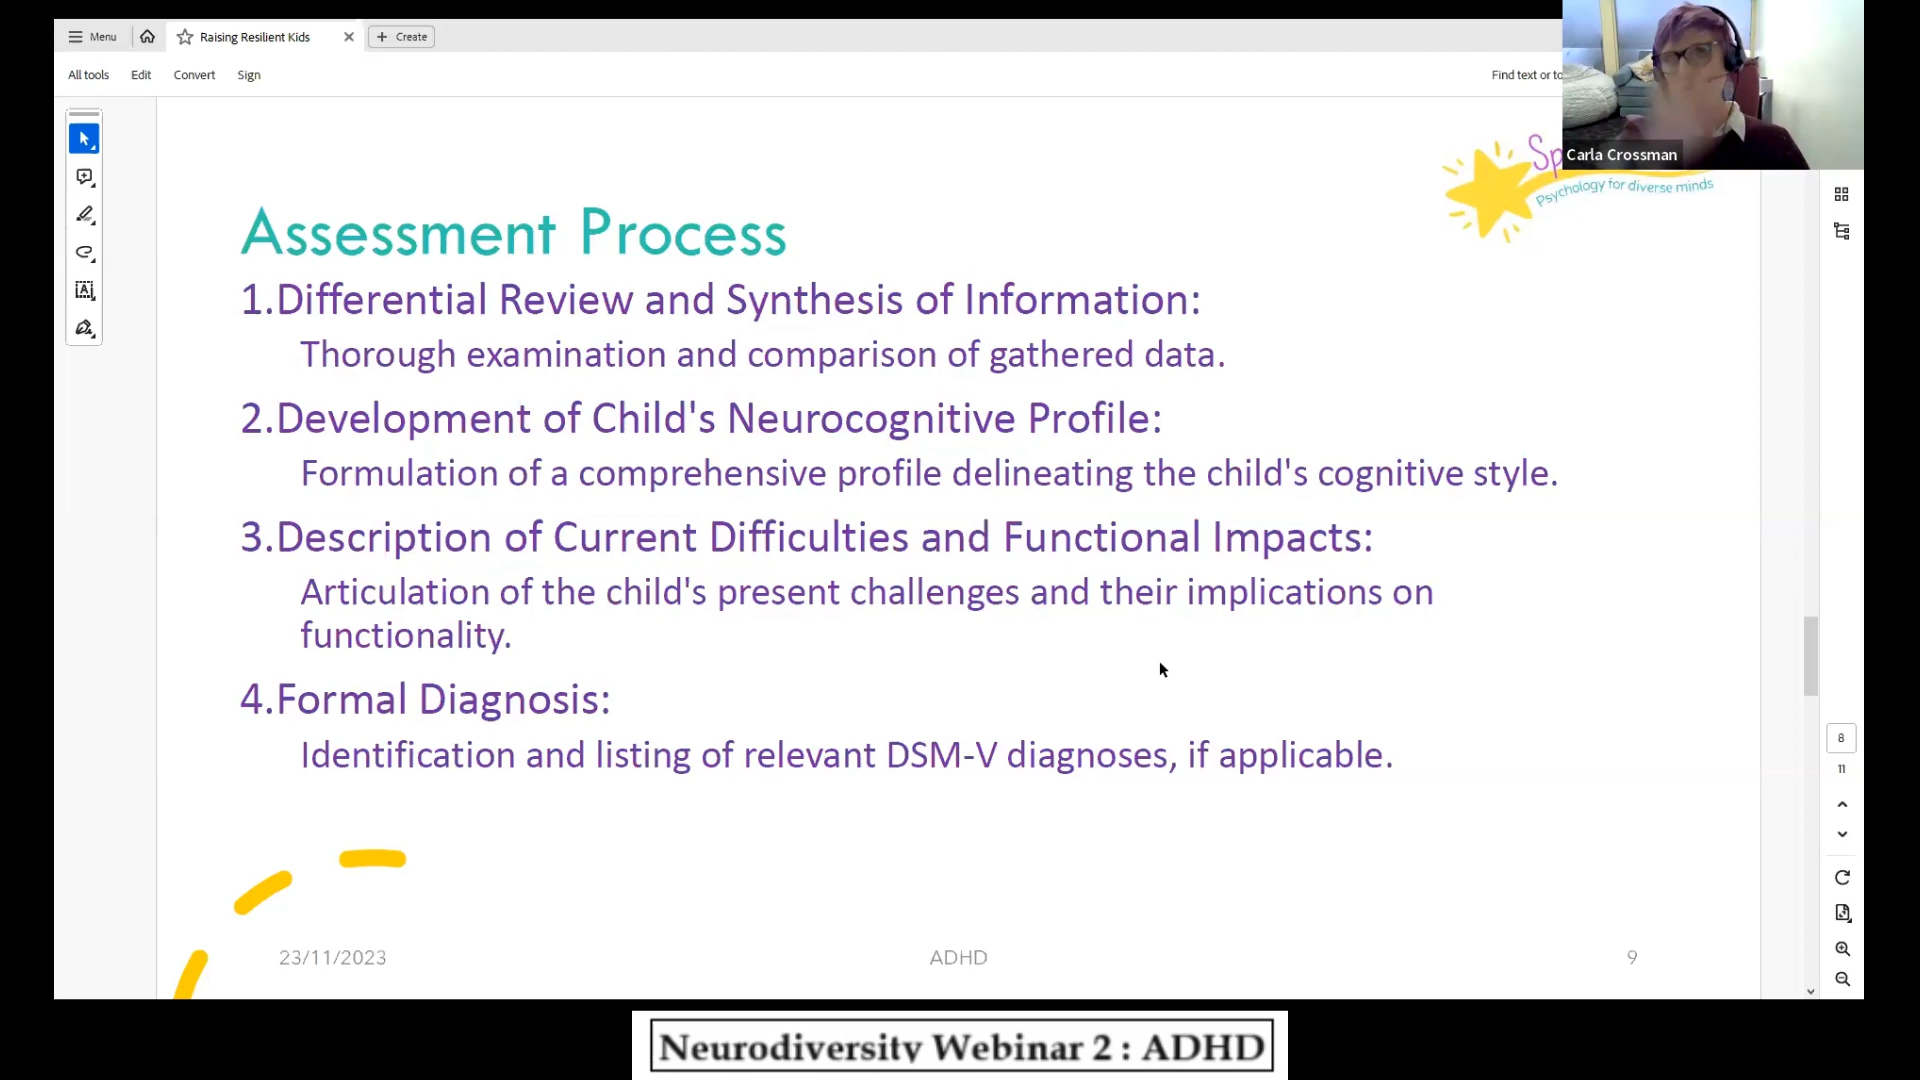 Menu
Raising Resilient Kids
Create
All tools
Edit
Convert
Sign
Find text or to
Carla Crossman
Sp
Psychology for diverse minds
Assessment Process
1.Differential Review and Synthesis of Information:
Thorough examination and comparison of gathered data.
2.Development of Child's Neurocognitive Profile:
Formulation of a comprehensive profile delineating the child's cognitive style.
3.Description of Current Difficulties and Functional Impacts:
Articulation of the child's present challenges and their implications on
functionality.
4.Formal Diagnosis:
Identification and listing of relevant DSM-V diagnoses, if applicable.
8
11
23/11/2023
ADHD
9
Neurodiversity Webinar 2 : ADHD